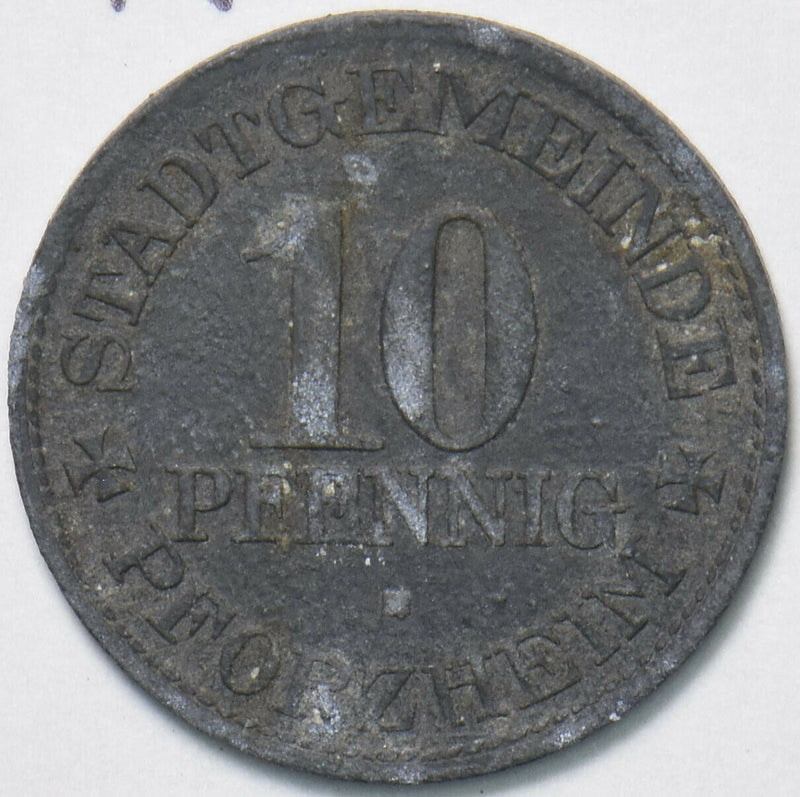 STADTGEMEINDE
10
PFENNIG
PFORZHEIM